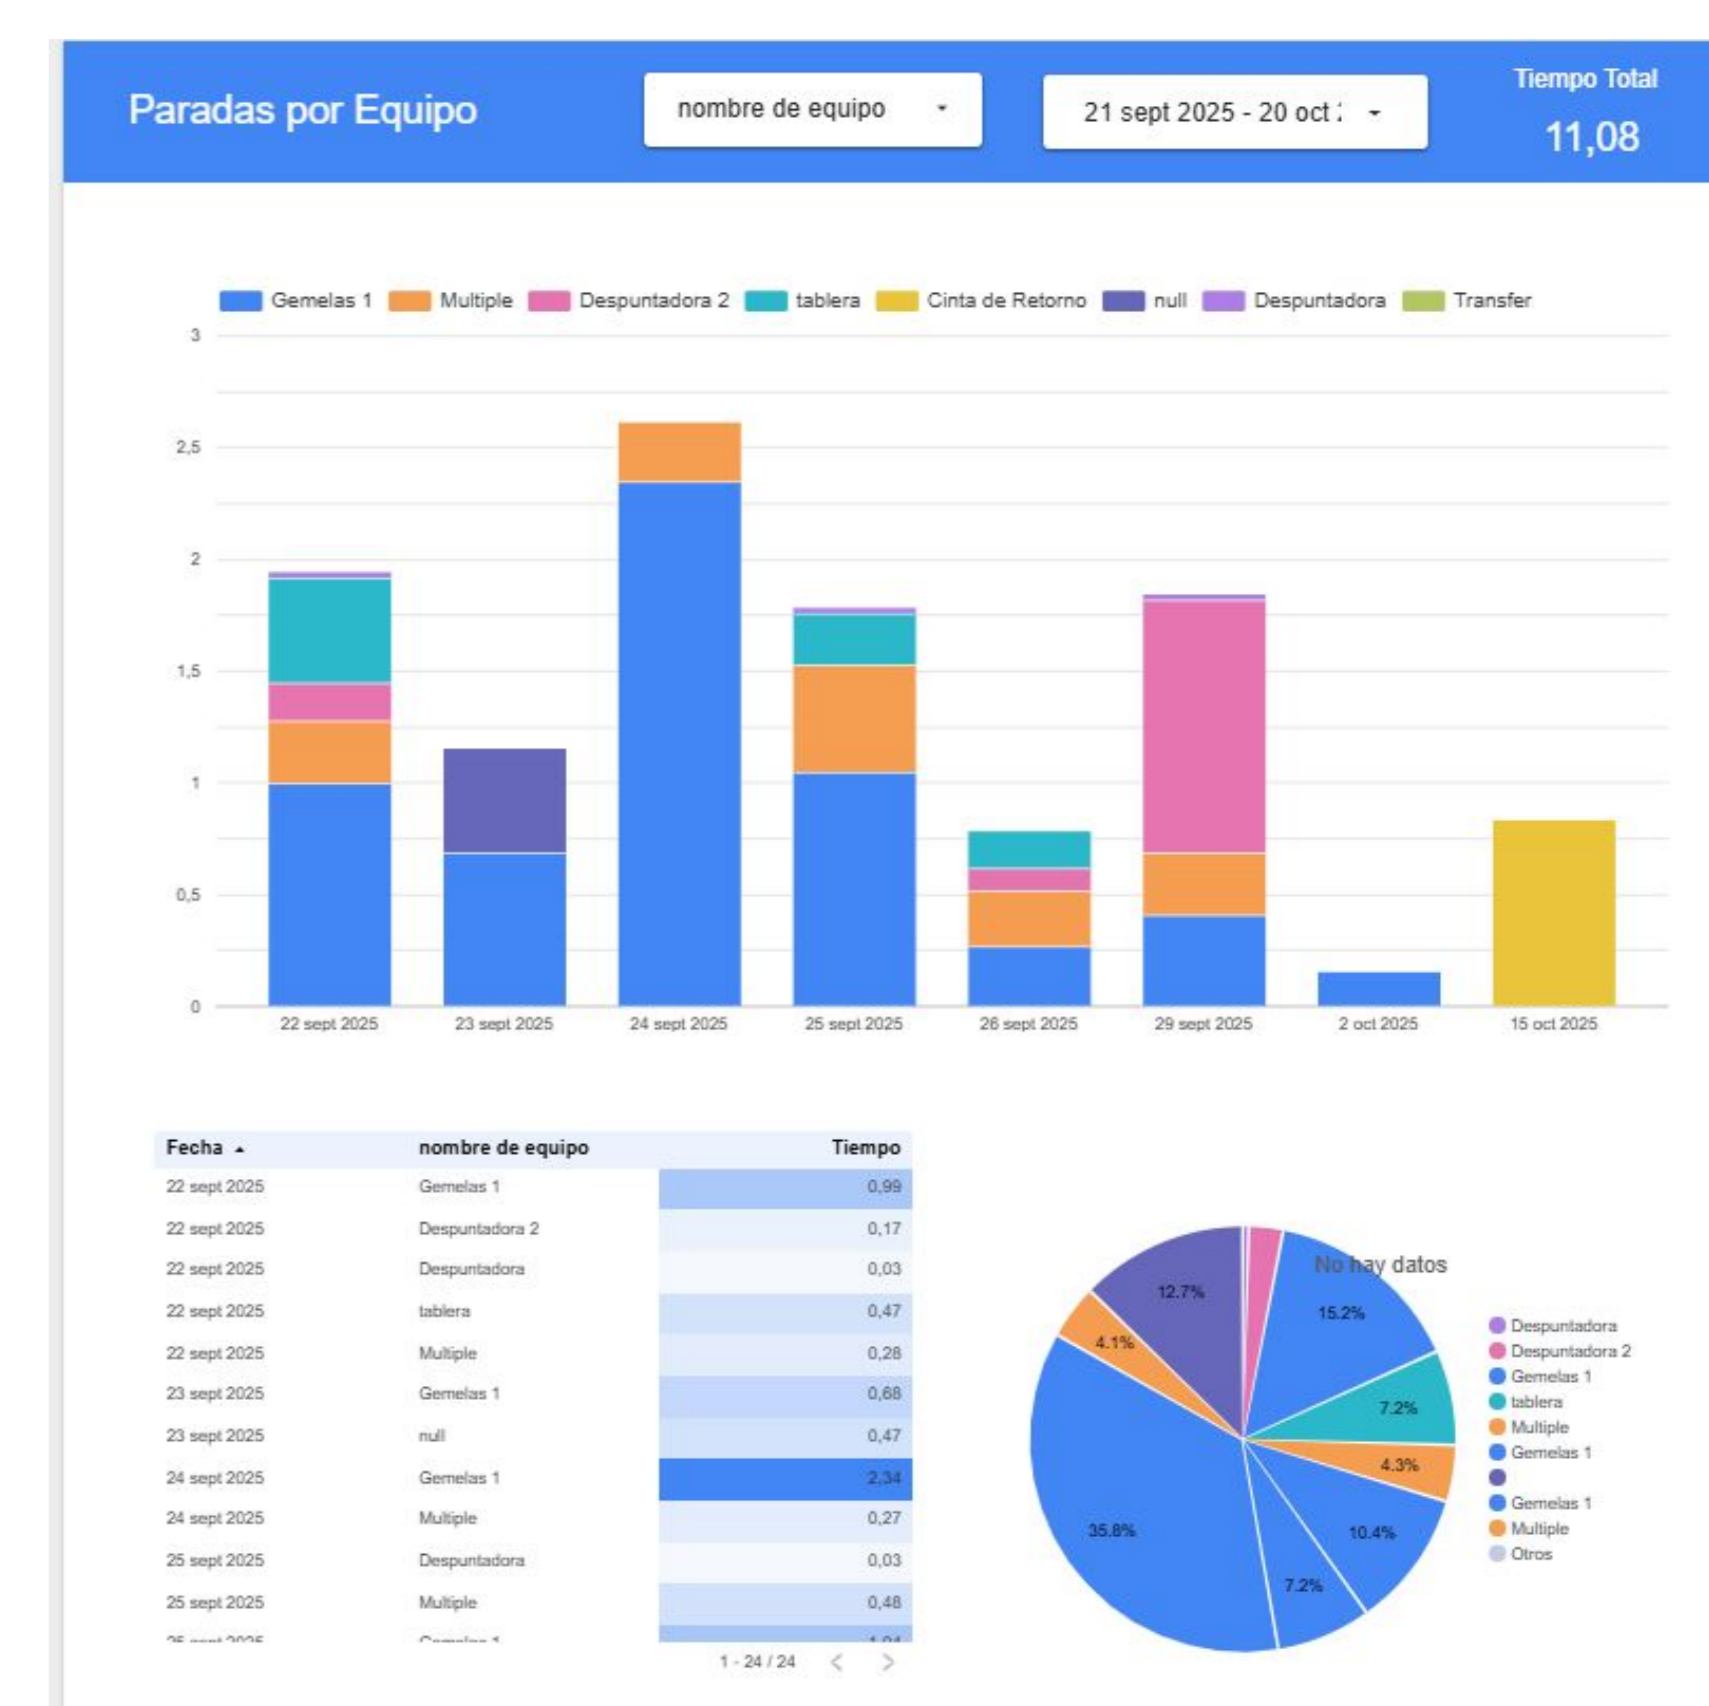 Paradas por Equipo
nombre de equipo
21 sept 2025 - 20 oct
Tiempo Total
11,08
Gemelas 1 Multiple Despuntadora 2 tablera Cinta de Retorno null Despuntadora Transfer
3
2,5
2
1,5
1
0,5
0
22 sept 2025 23 sept 2025 24 sept 2025 25 sept 2025 26 sept 2025 29 sept 2025 2 oct 2025 15 oct 2025
Fecha nombre de equipo Tiempo
22 sept 2025 Gemelas 1 0,99
22 sept 2025 Despuntadora 2 0,17
22 sept 2025 Despuntadora 0,03
22 sept 2025 tablera 0,47
22 sept 2025 Multiple 0,28
23 sept 2025 Gemelas 1 0,68
23 sept 2025 null 0,47
24 sept 2025 Gemelas 1 2,34
24 sept 2025 Multiple 0,27
25 sept 2025 Despuntadora 0,03
25 sept 2025 Multiple 0,48
25 sept 2025 Gemelas 1 1,04
1 - 24 / 24
No hay datos
12.7%
15.2%
4.1%
7.2%
4.3%
35.8%
10.4%
7.2%
Despuntadora
Despuntadora 2
Gemelas 1
tablera
Multiple
Gemelas 1
Gemelas 1
Multiple
Otros